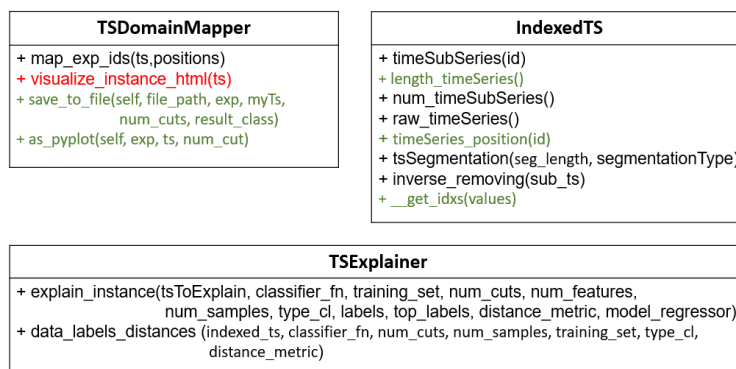 TSDomainMapper
+ map_exp_ids(ts,positions)
+ visualize_instance_html(ts)
+ save_to_file(self, file_path, exp, myTs,
num_cuts, result_class)
+ as_pyplot(self, exp, ts, num_cut)
IndexedTS
+ timeSubSeries(id)
+ length_timeSeries()
+ num_timeSubSeries()
+ raw_timeSeries()
+ timeSeries_position(id)
+ tsSegmentation(seg_length, segmentationType)
+ inverse_removing(sub_ts)
+ __get_idxs(values)
TSExplainer
+ explain_instance(tsToExplain, classifier_fn, training_set, num_cuts, num_features,
num_samples, type_cl, labels, top_labels, distance_metric, model_regressor)
+ data_labels_distances (indexed_ts, classifier_fn, num_cuts, num_samples, training_set, type_cl,
distance_metric)